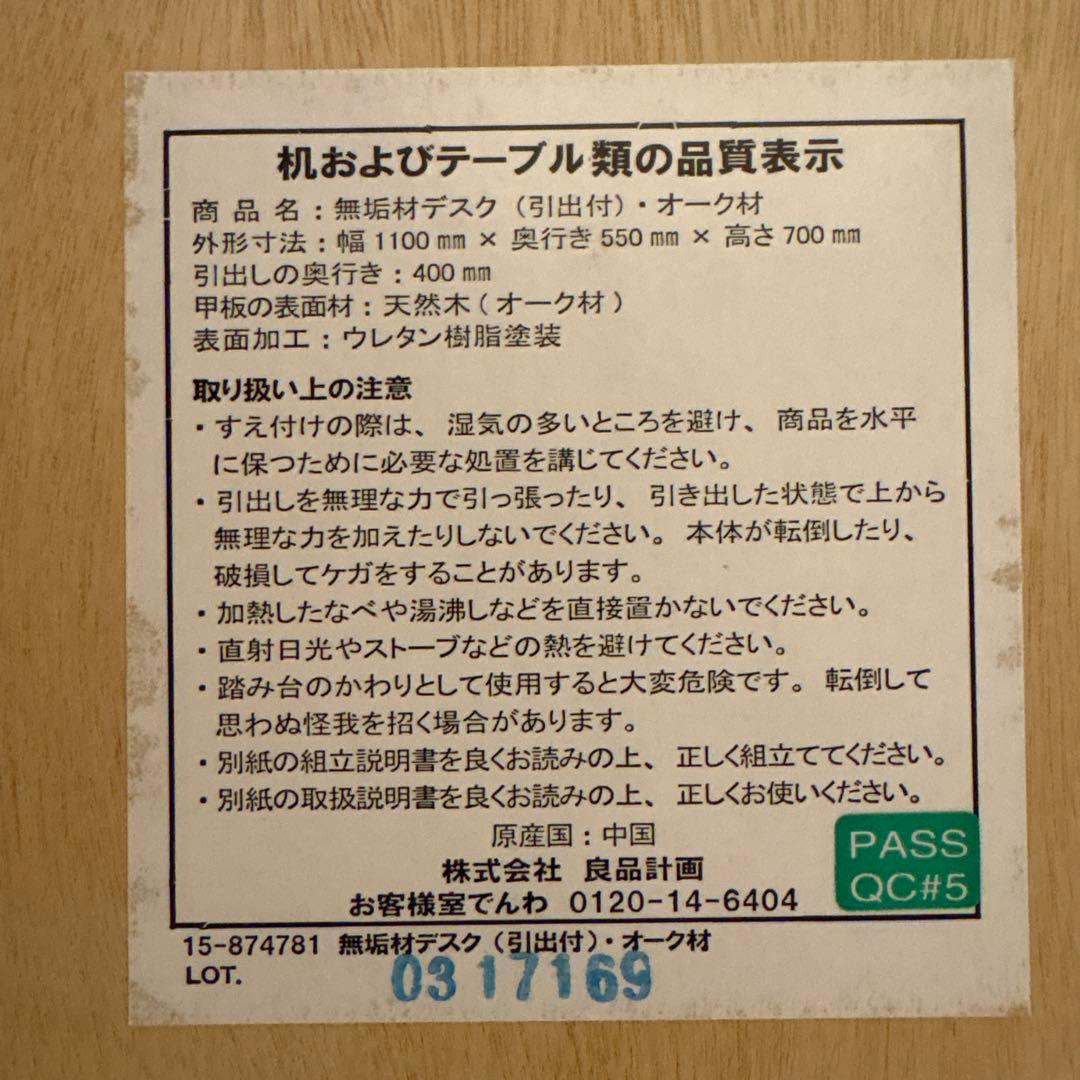 机およびテーブル類の品質表示
商品名：無垢材デスク（引出付）・オーク材
外形寸法：幅1100㎜ × 奥行き550㎜ × 高さ700㎜
引出しの奥行き：400㎜
甲板の表面材：天然木（オーク材）
表面加工：ウレタン樹脂塗装
取り扱い上の注意
・すえ付けの際は、湿気の多いところを避け、商品を水平
に保つために必要な処置を講じてください。
・引出しを無理な力で引っ張ったり、引き出した状態で上から
無理な力を加えたりしないでください。本体が転倒したり、
破損してケガをすることがあります。
・加熱したなべや湯沸しなどを直接置かないでください。
・直射日光やストーブなどの熱を避けてください。
・踏み台のかわりとして使用すると大変危険です。転倒して
思わぬ怪我を招く場合があります。
・別紙の組立説明書を良くお読みの上、正しく組立ててください。
・別紙の取扱説明書を良くお読みの上、正しくお使いください。
原産国：中国
株式会社 良品計画
お客様室でんわ 0120-14-6404
PASS
QC#5
15-874781 無垢材デスク（引出付）・オーク材
LOT.
0317169